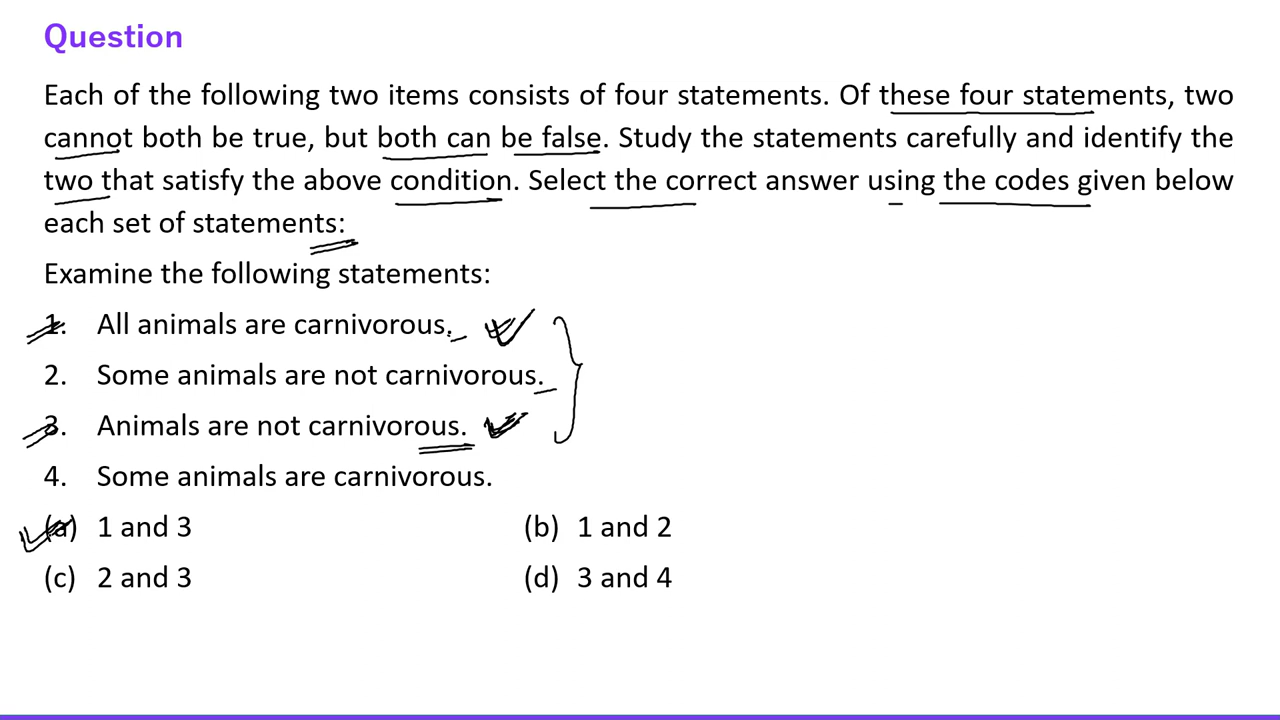 Question
Each of the following two items consists of four statements. Of these four statements, two
cannot both be true, but both can be false. Study the statements carefully and identify the
two that satisfy the above condition. Select the correct answer using the codes given below
each set of statements:
Examine the following statements:
1. All animals are carnivorous.
2. Some animals are not carnivorous.
3. Animals are not carnivorous.
4. Some animals are carnivorous.
(a) 1 and 3 (b) 1 and 2
(c) 2 and 3 (d) 3 and 4